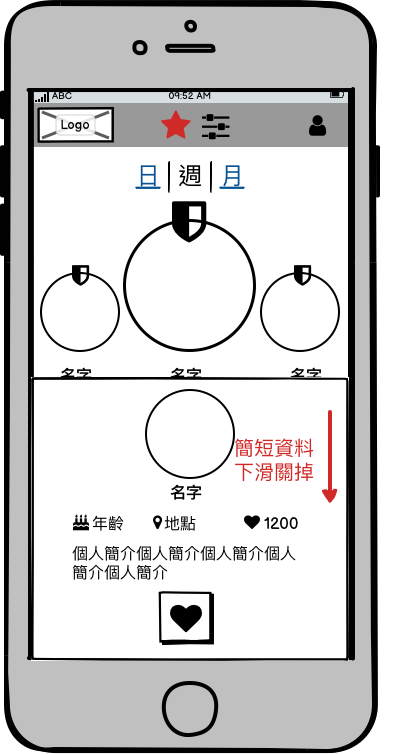 ABC 09:52 AM
Logo
日 週 月
名字 名字 名字
簡短資料
下滑關掉
名字
年齡 地點 1200
個人簡介個人簡介個人簡介個人
簡介個人簡介